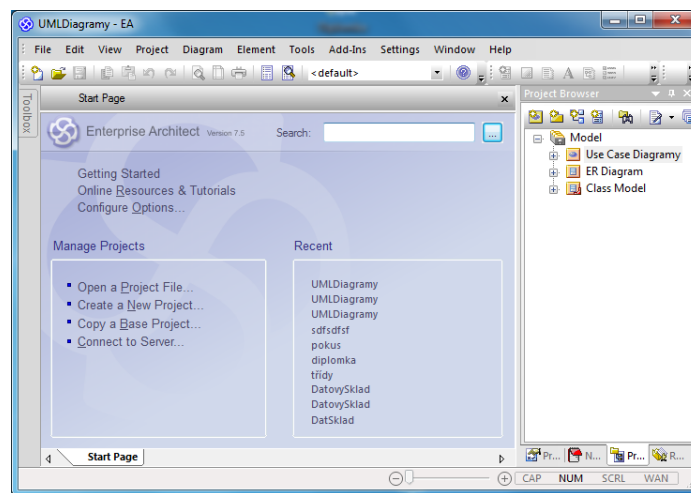 UMLDiagramy - EA
File Edit View Project Diagram Element Tools Add-Ins Settings Window Help
<default>
Toolbox
Start Page
Project Browser
Enterprise Architect Version 7.5 Search:
...
Model
Use Case Diagramy
ER Diagram
Class Model
Getting Started
Online Resources & Tutorials
Configure Options...
Manage Projects
Open a Project File...
Create a New Project...
Copy a Base Project...
Connect to Server...
Recent
UMLDiagramy
UMLDiagramy
UMLDiagramy
sdfsdfsf
pokus
diplomka
třídy
DatovySklad
DatovySklad
DatSklad
Start Page
Pr... N... Pr... R...
CAP NUM SCRL WAN